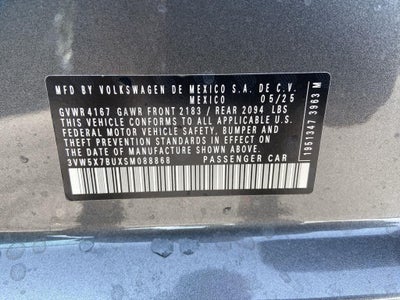 MFD BY VOLKSWAGEN DE MEXICO S.A. DE C.V.
MEXICO 05/25
GVWR 4167 GAWR FRONT 2183 / REAR 2094 LBS
THIS VEHICLE CONFORMS TO ALL APPLICABLE U.S.
FEDERAL MOTOR VEHICLE SAFETY, BUMPER AND
THEFT PREVENTION STANDARDS IN EFFECT ON
THE DATE OF MANUFACTURE SHOWN ABOVE.
3VW5X7BUXSM088868 PASSENGER CAR
1951347 3963 M